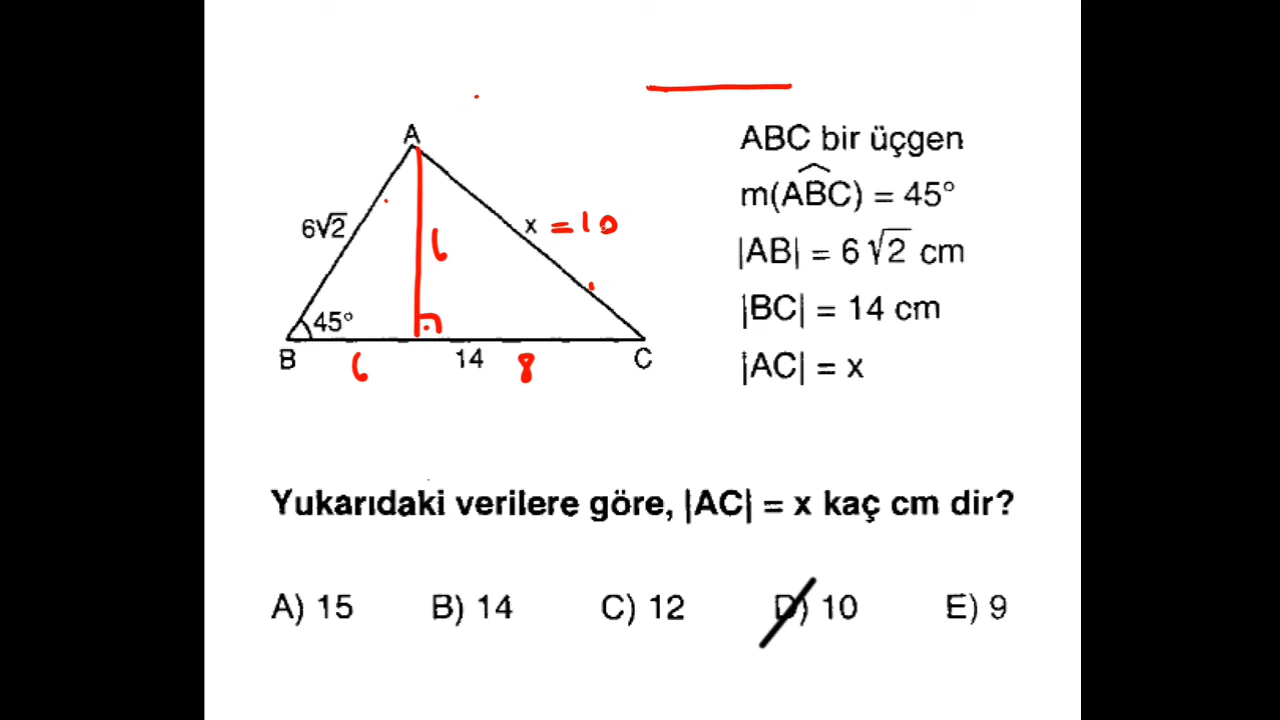 A
6√2
x = 10
6
45°
B
6
14
8
C
ABC bir üçgen
m(ABC) = 45°
|AB| = 6 √2 cm
|BC| = 14 cm
|AC| = x
Yukarıdaki verilere göre, |AC| = x kaç cm dir?
A) 15 B) 14 C) 12 D) 10 E) 9